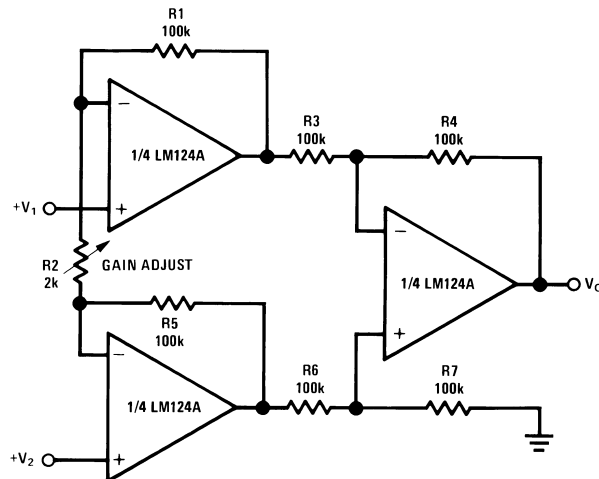 R1
100k
−
1/4 LM124A
+
+V1
R3
100k
R4
100k
−
1/4 LM124A
+
VO
R2
2k
GAIN ADJUST
R5
100k
−
1/4 LM124A
+
+V2
R6
100k
R7
100k